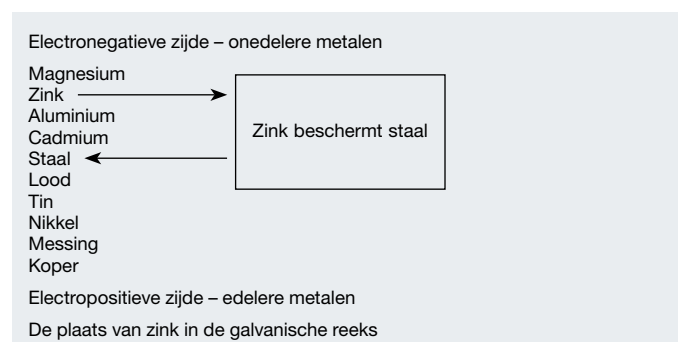 Electronegatieve zijde – onedelere metalen
Magnesium
Zink
Aluminium
Cadmium
Staal
Lood
Tin
Nikkel
Messing
Koper
Zink beschermt staal
Electropositieve zijde – edelere metalen
De plaats van zink in de galvanische reeks